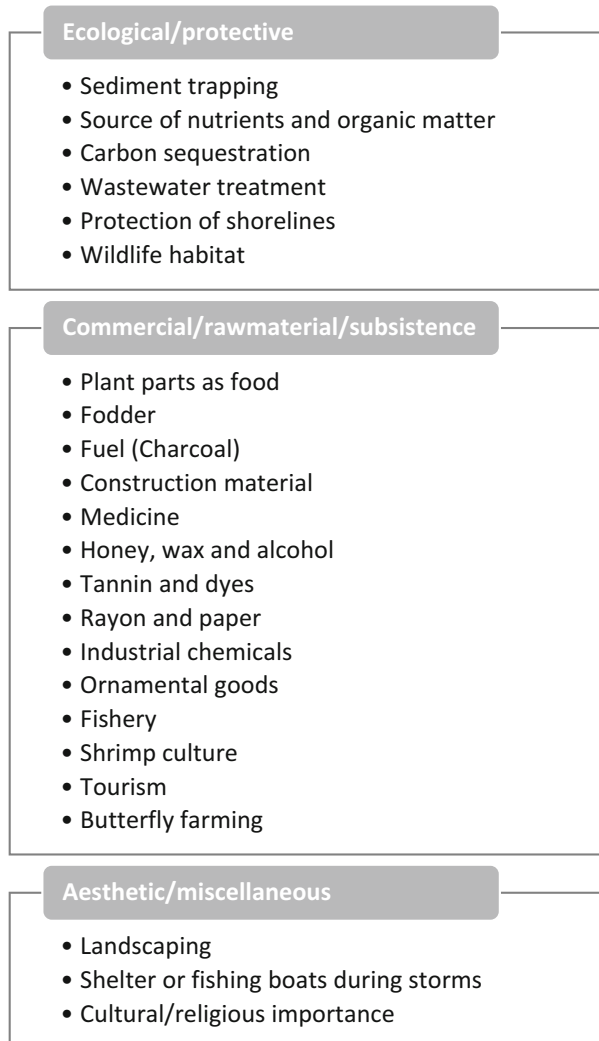 Ecological/protective
• Sediment trapping
• Source of nutrients and organic matter
• Carbon sequestration
• Wastewater treatment
• Protection of shorelines
• Wildlife habitat
Commercial/rawmaterial/subsistence
• Plant parts as food
• Fodder
• Fuel (Charcoal)
• Construction material
• Medicine
• Honey, wax and alcohol
• Tannin and dyes
• Rayon and paper
• Industrial chemicals
• Ornamental goods
• Fishery
• Shrimp culture
• Tourism
• Butterfly farming
Aesthetic/miscellaneous
• Landscaping
• Shelter or fishing boats during storms
• Cultural/religious importance